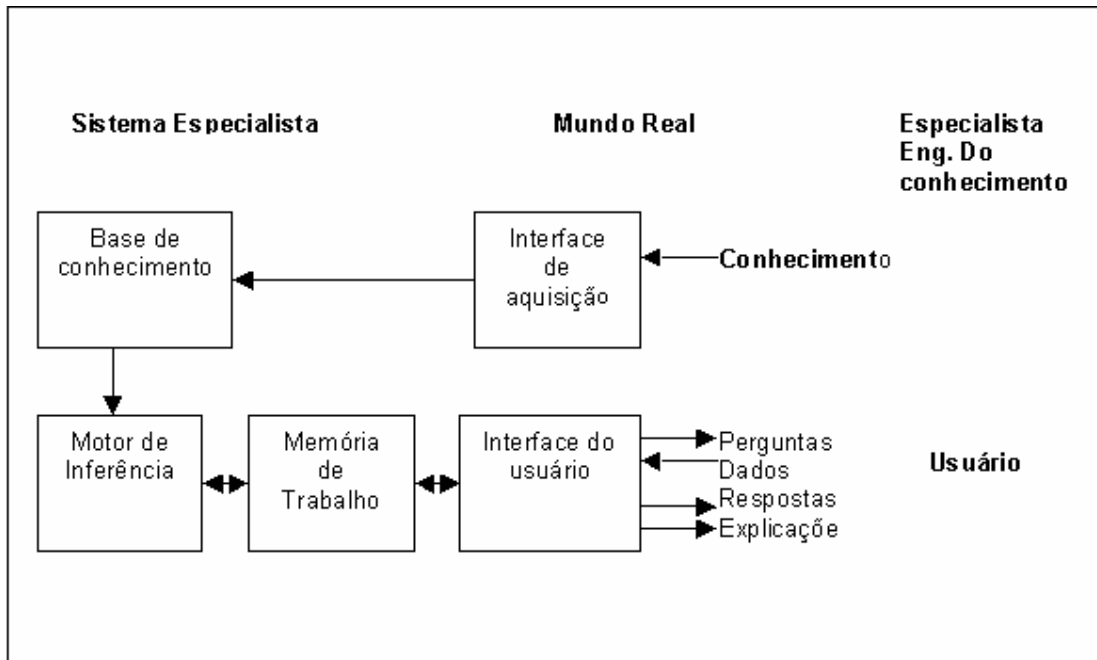 Sistema Especialista
Mundo Real
Especialista
Eng. Do
conhecimento
Base de
conhecimento
Interface
de
aquisição
Conhecimento
Motor de
Inferência
Memória
de
Trabalho
Interface do
usuário
Perguntas
Dados
Respostas
Explicaçõe
Usuário